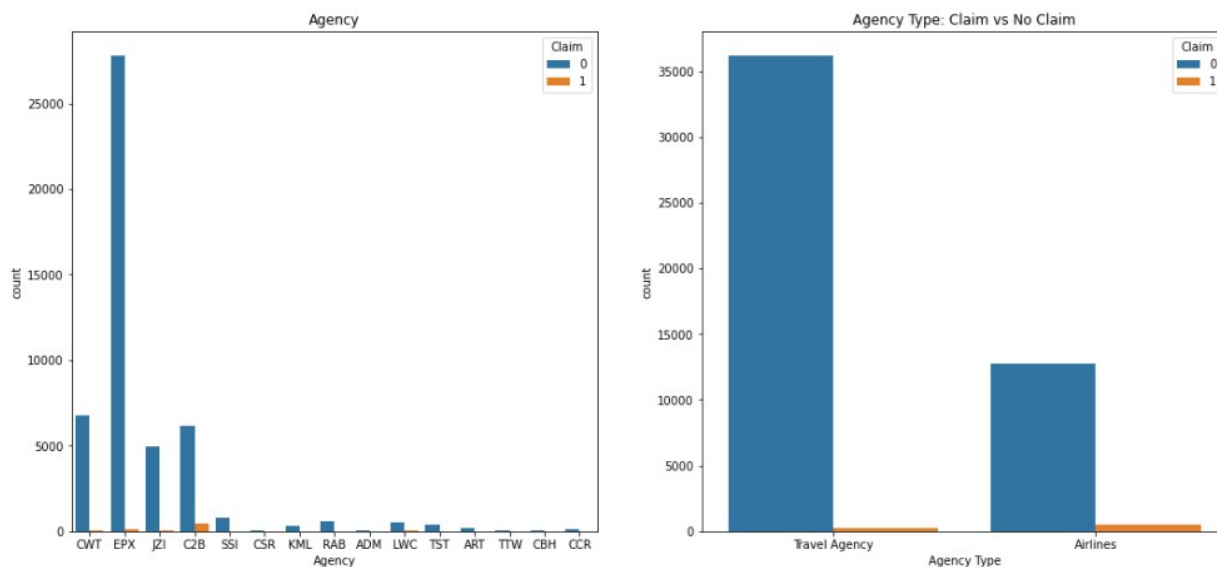 Agency
Claim
0
1
25000
20000
15000
10000
5000
0
count
CWT EPX JZI C2B SSI CSR KML RAB ADM LWC TST ART TTW CBH CCR
Agency
Agency Type: Claim vs No Claim
Claim
0
1
35000
30000
25000
20000
15000
10000
5000
0
count
Travel Agency Airlines
Agency Type